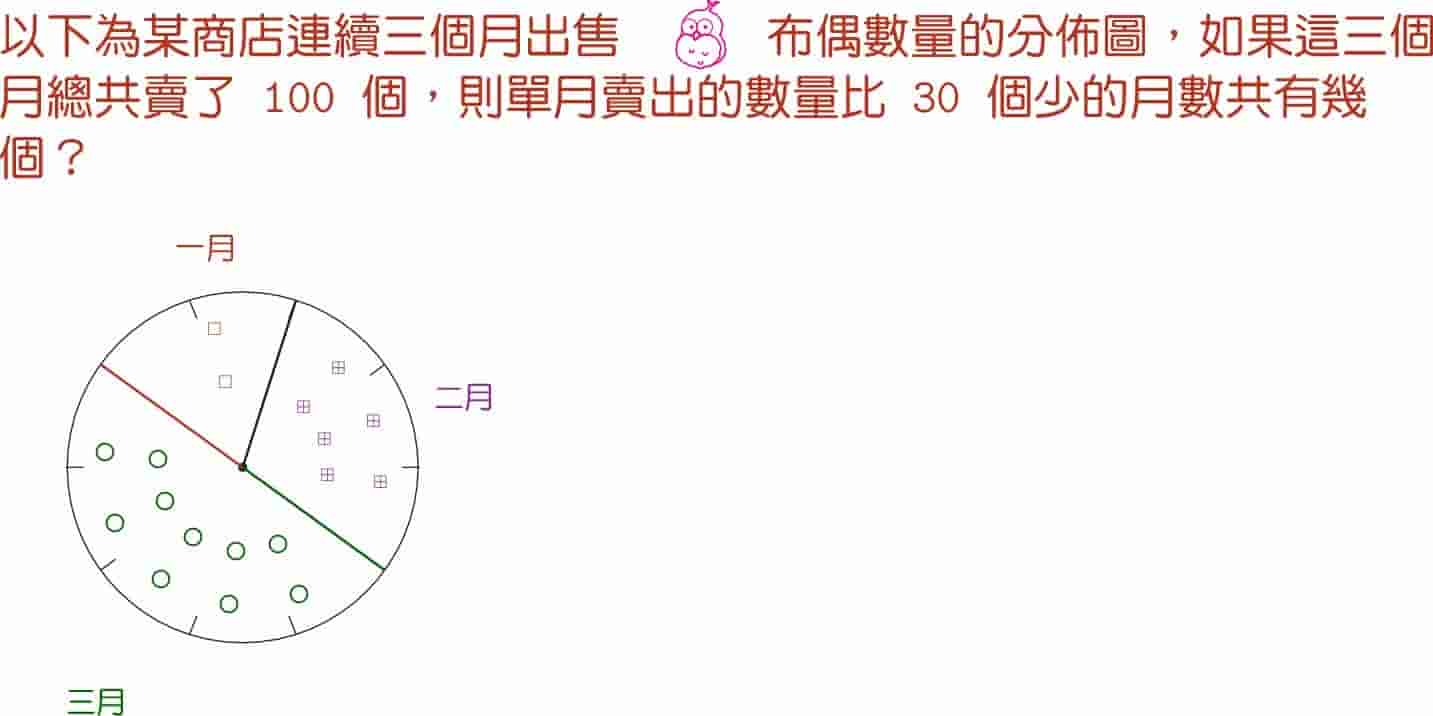 以下為某商店連續三個月出售 布偶數量的分佈圖，如果這三個
月總共賣了 100 個，則單月賣出的數量比 30 個少的月數共有幾
個？
一月
二月
三月